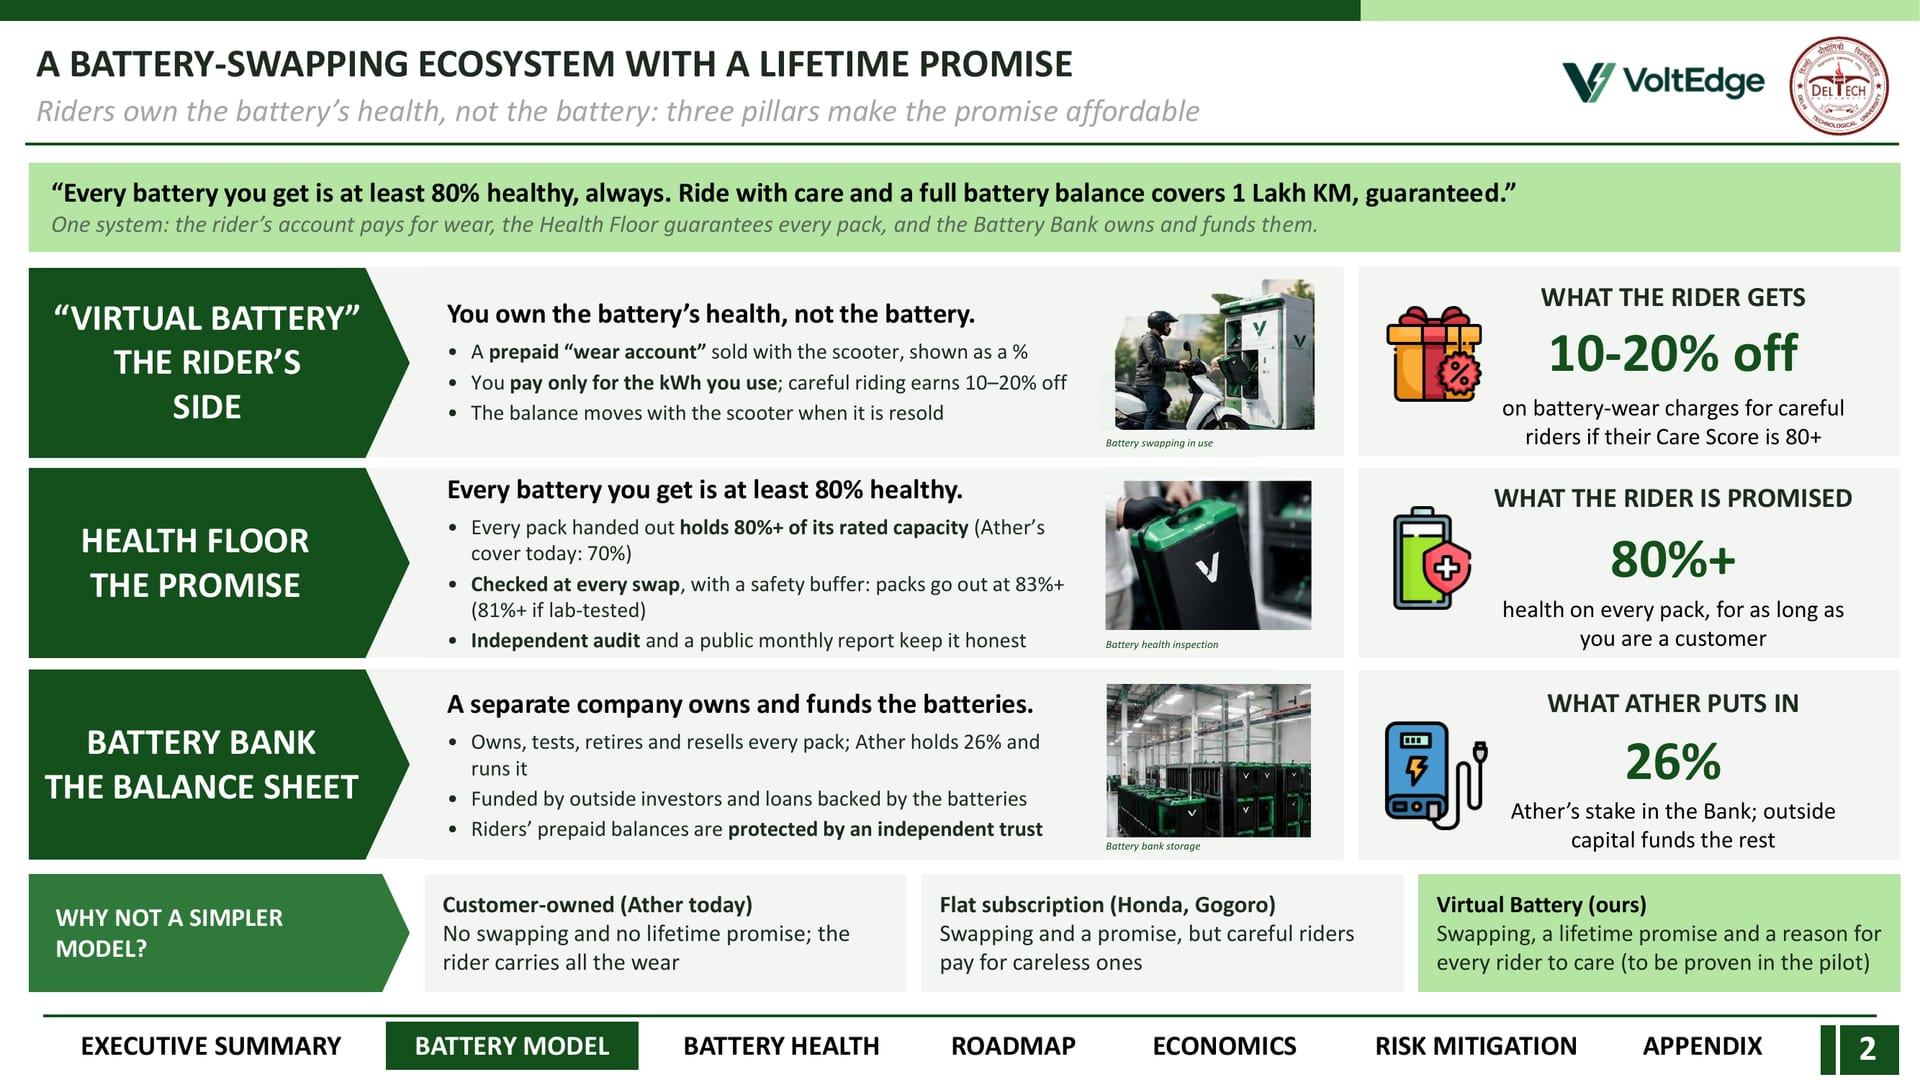 A BATTERY-SWAPPING ECOSYSTEM WITH A LIFETIME PROMISE
Riders own the battery’s health, not the battery: three pillars make the promise affordable
VoltEdge
DELTECH
“Every battery you get is at least 80% healthy, always. Ride with care and a full battery balance covers 1 Lakh KM, guaranteed.”
One system: the rider’s account pays for wear, the Health Floor guarantees every pack, and the Battery Bank owns and funds them.
“VIRTUAL BATTERY”
THE RIDER’S
SIDE
You own the battery’s health, not the battery.
• A prepaid “wear account” sold with the scooter, shown as a %
• You pay only for the kWh you use; careful riding earns 10–20% off
• The balance moves with the scooter when it is resold
Battery swapping in use
WHAT THE RIDER GETS
10-20% off
on battery-wear charges for careful
riders if their Care Score is 80+
HEALTH FLOOR
THE PROMISE
Every battery you get is at least 80% healthy.
• Every pack handed out holds 80%+ of its rated capacity (Ather’s
cover today: 70%)
• Checked at every swap, with a safety buffer: packs go out at 83%+
(81%+ if lab-tested)
• Independent audit and a public monthly report keep it honest
Battery health inspection
WHAT THE RIDER IS PROMISED
80%+
health on every pack, for as long as
you are a customer
BATTERY BANK
THE BALANCE SHEET
A separate company owns and funds the batteries.
• Owns, tests, retires and resells every pack; Ather holds 26% and
runs it
• Funded by outside investors and loans backed by the batteries
• Riders’ prepaid balances are protected by an independent trust
Battery bank storage
WHAT ATHER PUTS IN
26%
Ather’s stake in the Bank; outside
capital funds the rest
WHY NOT A SIMPLER
MODEL?
Customer-owned (Ather today)
No swapping and no lifetime promise; the
rider carries all the wear
Flat subscription (Honda, Gogoro)
Swapping and a promise, but careful riders
pay for careless ones
Virtual Battery (ours)
Swapping, a lifetime promise and a reason for
every rider to care (to be proven in the pilot)
EXECUTIVE SUMMARY
BATTERY MODEL
BATTERY HEALTH
ROADMAP
ECONOMICS
RISK MITIGATION
APPENDIX
2